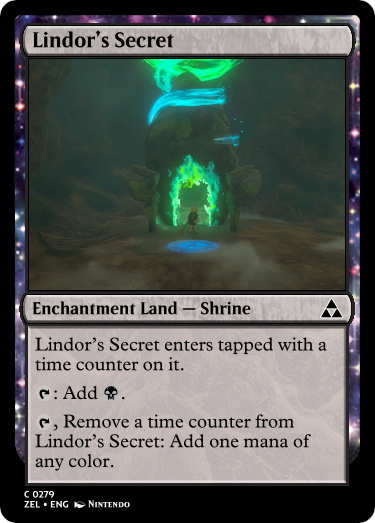 Lindor's Secret
Enchantment Land — Shrine
Lindor's Secret enters tapped with a
time counter on it.
: Add .
, Remove a time counter from
Lindor's Secret: Add one mana of
any color.
C 0279
ZEL • ENG Nintendo